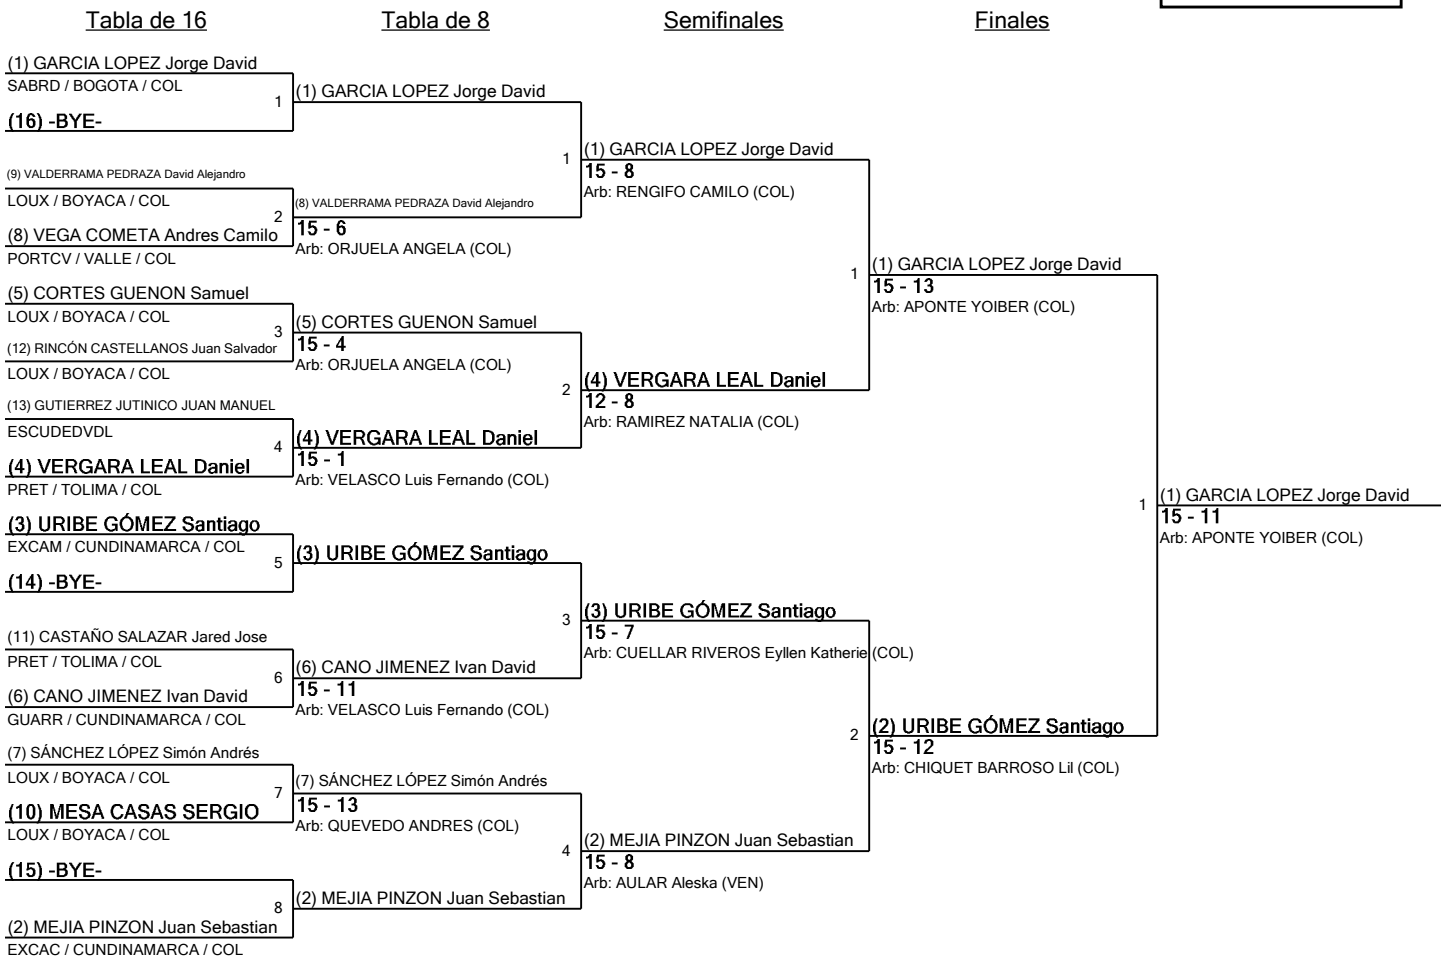 Tabla de 16
Tabla de 8
Semifinales
Finales
(1) GARCIA LOPEZ Jorge David
SABRD / BOGOTA / COL
1
(16) -BYE-
(9) VALDERRAMA PEDRAZA David Alejandro
LOUX / BOYACA / COL
2
(8) VEGA COMETA Andres Camilo
PORTCV / VALLE / COL
(5) CORTES GUENON Samuel
LOUX / BOYACA / COL
3
(12) RINCÓN CASTELLANOS Juan Salvador
LOUX / BOYACA / COL
(13) GUTIERREZ JUTINICO JUAN MANUEL
ESCUDEDVDL
4
(4) VERGARA LEAL Daniel
PRET / TOLIMA / COL
(3) URIBE GÓMEZ Santiago
EXCAM / CUNDINAMARCA / COL
5
(14) -BYE-
(11) CASTAÑO SALAZAR Jared Jose
PRET / TOLIMA / COL
6
(6) CANO JIMENEZ Ivan David
GUARR / CUNDINAMARCA / COL
(7) SÁNCHEZ LÓPEZ Simón Andrés
LOUX / BOYACA / COL
7
(10) MESA CASAS SERGIO
LOUX / BOYACA / COL
(15) -BYE-
8
(2) MEJIA PINZON Juan Sebastian
EXCAC / CUNDINAMARCA / COL
(1) GARCIA LOPEZ Jorge David
1
(8) VALDERRAMA PEDRAZA David Alejandro
15 - 6
Arb: ORJUELA ANGELA (COL)
(5) CORTES GUENON Samuel
15 - 4
Arb: ORJUELA ANGELA (COL)
2
(4) VERGARA LEAL Daniel
15 - 1
Arb: VELASCO Luis Fernando (COL)
(3) URIBE GÓMEZ Santiago
3
(6) CANO JIMENEZ Ivan David
15 - 11
Arb: VELASCO Luis Fernando (COL)
(7) SÁNCHEZ LÓPEZ Simón Andrés
15 - 13
Arb: QUEVEDO ANDRES (COL)
4
(2) MEJIA PINZON Juan Sebastian
(1) GARCIA LOPEZ Jorge David
15 - 8
Arb: RENGIFO CAMILO (COL)
1
(4) VERGARA LEAL Daniel
12 - 8
Arb: RAMIREZ NATALIA (COL)
(3) URIBE GÓMEZ Santiago
15 - 7
Arb: CUELLAR RIVEROS Eyllen Katherie (COL)
2
(2) MEJIA PINZON Juan Sebastian
15 - 8
Arb: AULAR Aleska (VEN)
(1) GARCIA LOPEZ Jorge David
15 - 13
Arb: APONTE YOIBER (COL)
1
(2) URIBE GÓMEZ Santiago
15 - 12
Arb: CHIQUET BARROSO Lil (COL)
(1) GARCIA LOPEZ Jorge David
15 - 11
Arb: APONTE YOIBER (COL)